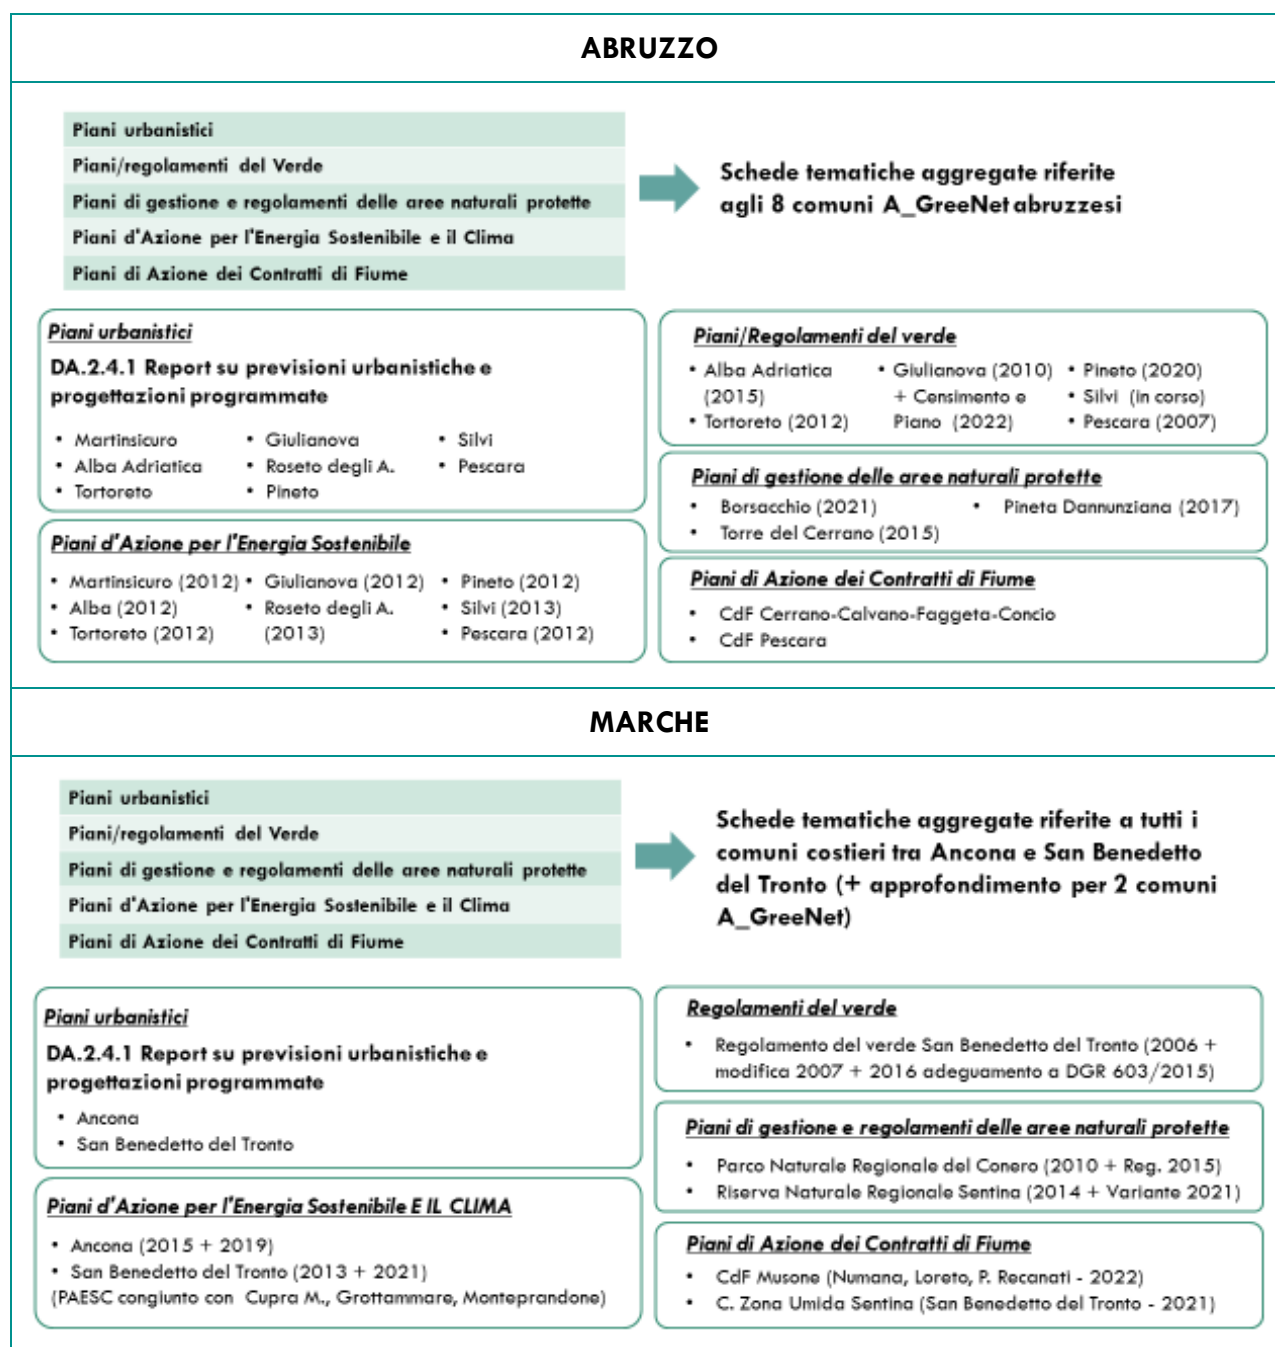 ABRUZZO
Piani urbanistici
Piani/regolamenti del Verde
Piani di gestione e regolamenti delle aree naturali protette
Piani d'Azione per l'Energia Sostenibile e il Clima
Piani di Azione dei Contratti di Fiume
Schede tematiche aggregate riferite
agli 8 comuni A_GreeNet abruzzesi
Piani urbanistici
DA.2.4.1 Report su previsioni urbanistiche e
progettazioni programmate
• Martinsicuro
• Alba Adriatica
• Tortoreto
• Giulianova
• Roseto degli A.
• Pineto
• Silvi
• Pescara
Piani d'Azione per l'Energia Sostenibile
• Martinsicuro (2012)
• Alba (2012)
• Tortoreto (2012)
• Giulianova (2012)
• Roseto degli A.
(2013)
• Pineto (2012)
• Silvi (2013)
• Pescara (2012)
Piani/Regolamenti del verde
• Alba Adriatica
(2015)
• Tortoreto (2012)
• Giulianova (2010)
+ Censimento e
Piano (2022)
• Pineto (2020)
• Silvi (in corso)
• Pescara (2007)
Piani di gestione delle aree naturali protette
• Borsacchio (2021)
• Torre del Cerrano (2015)
• Pineta Dannunziana (2017)
Piani di Azione dei Contratti di Fiume
• CdF Cerrano-Calvano-Faggeta-Concio
• CdF Pescara
MARCHE
Piani urbanistici
Piani/regolamenti del Verde
Piani di gestione e regolamenti delle aree naturali protette
Piani d'Azione per l'Energia Sostenibile e il Clima
Piani di Azione dei Contratti di Fiume
Schede tematiche aggregate riferite a tutti i
comuni costieri tra Ancona e San Benedetto
del Tronto (+ approfondimento per 2 comuni
A_GreeNet)
Piani urbanistici
DA.2.4.1 Report su previsioni urbanistiche e
progettazioni programmate
• Ancona
• San Benedetto del Tronto
Piani d'Azione per l'Energia Sostenibile E IL CLIMA
• Ancona (2015 + 2019)
• San Benedetto del Tronto (2013 + 2021)
(PAESC congiunto con Cupra M., Grottammare, Monteprandone)
Regolamenti del verde
• Regolamento del verde San Benedetto del Tronto (2006 +
modifica 2007 + 2016 adeguamento a DGR 603/2015)
Piani di gestione e regolamenti delle aree naturali protette
• Parco Naturale Regionale del Conero (2010 + Reg. 2015)
• Riserva Naturale Regionale Sentina (2014 + Variante 2021)
Piani di Azione dei Contratti di Fiume
• CdF Musone (Numana, Loreto, P. Recanati - 2022)
• C. Zona Umida Sentina (San Benedetto del Tronto - 2021)